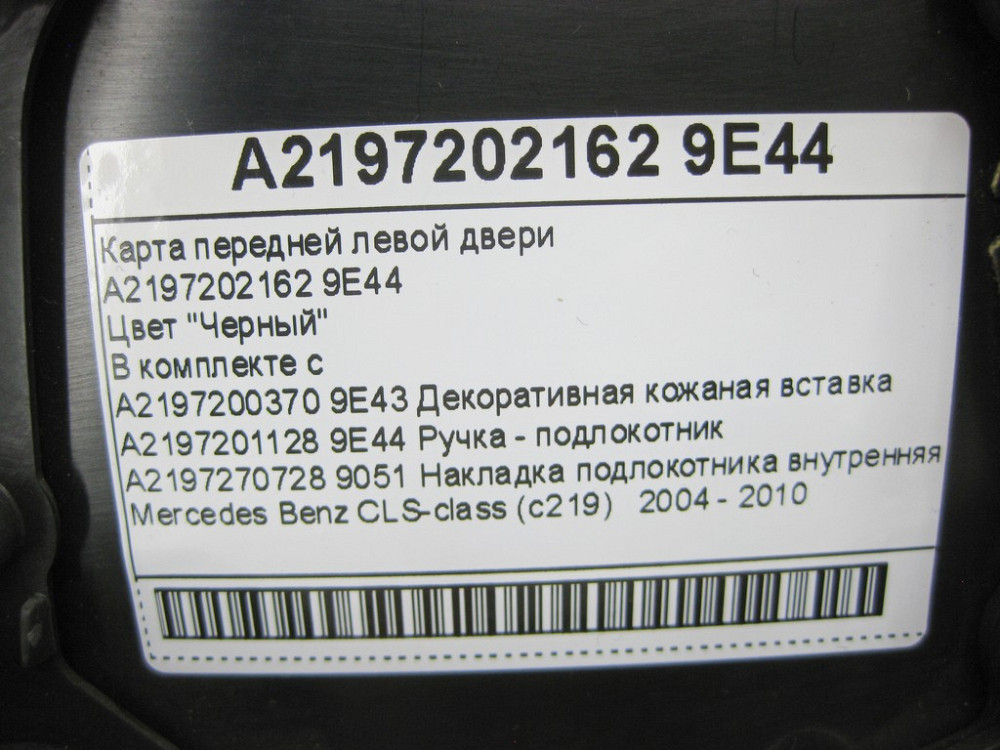 A2197202162 9E44
Карта передней левой двери
A2197202162 9E44
Цвет "Черный"
В комплекте с
A2197200370 9E43 Декоративная кожаная вставка
A2197201128 9E44 Ручка - подлокотник
A2197270728 9051 Накладка подлокотника внутренняя
Mercedes Benz CLS-class (c219) 2004 - 2010